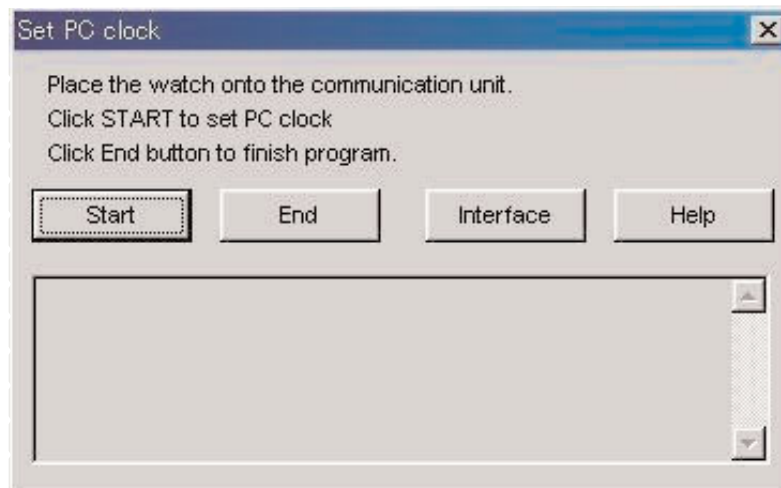 Set PC clock
Place the watch onto the communication unit.
Click START to set PC clock
Click End button to finish program.
Start End Interface Help